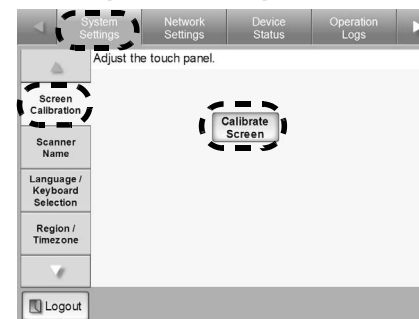 System
Settings
Network
Settings
Device
Status
Operation
Logs
Adjust the touch panel.
Screen
Calibration
Calibrate
Screen
Scanner
Name
Language /
Keyboard
Selection
Region /
Timezone
Logout